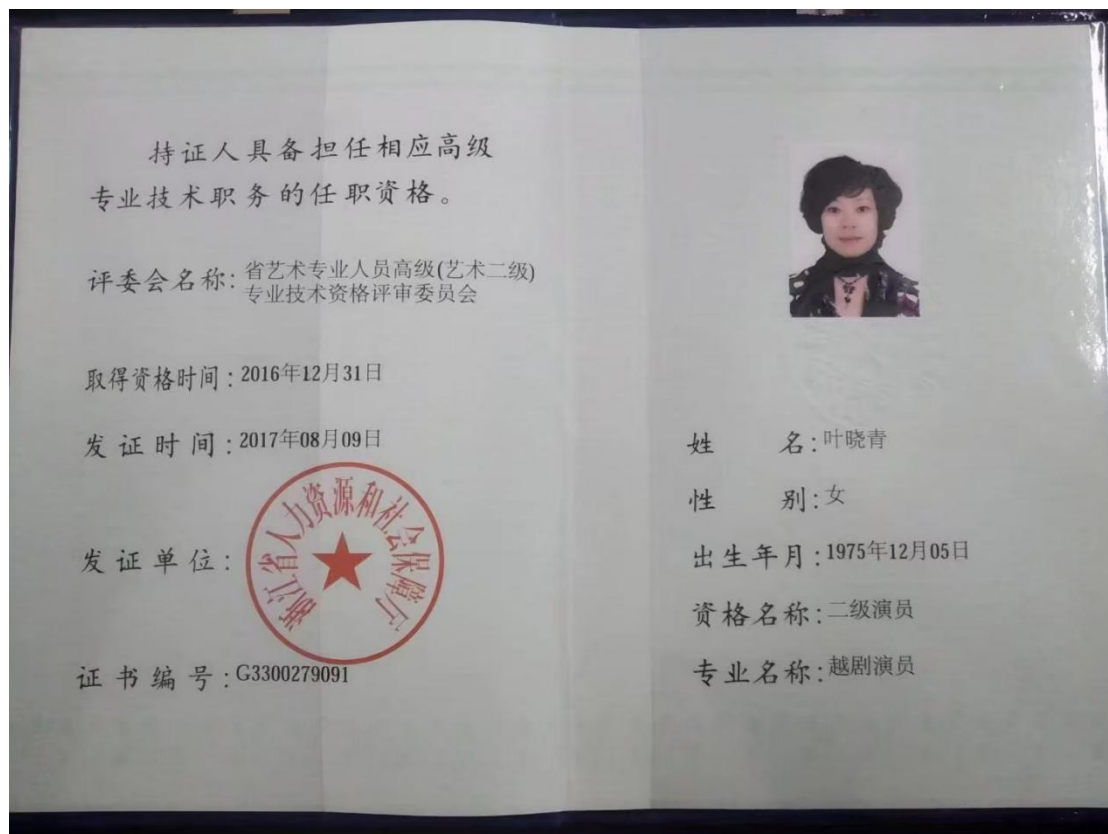 持证人具备担任相应高级
专业技术职务的任职资格。
评委会名称:省艺术专业人员高级(艺术二级)
专业技术资格评审委员会
取得资格时间:2016年12月31日
发证时间:2017年08月09日
发证单位:
浙江省人力资源和社会保障厅
证书编号:G3300279091
姓名:叶晓青
性别:女
出生年月:1975年12月05日
资格名称:二级演员
专业名称:越剧演员